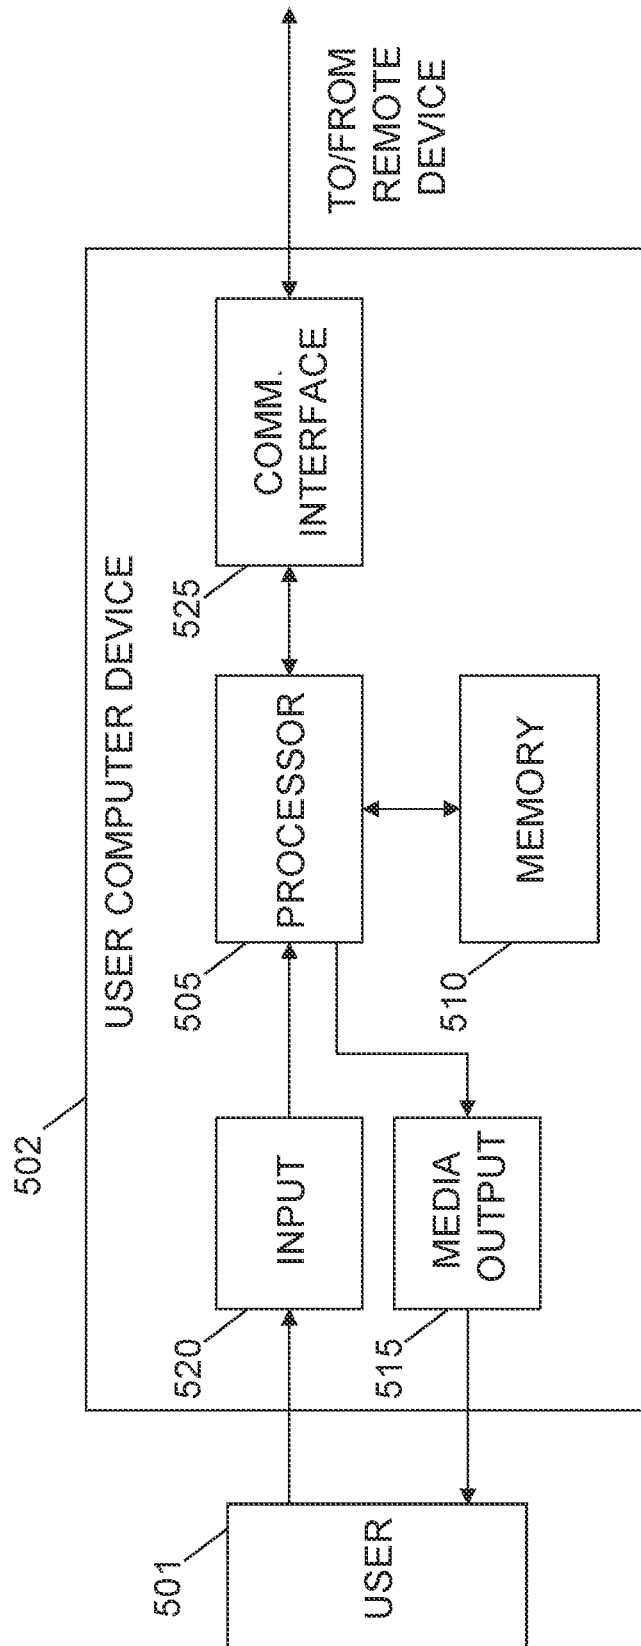 502
USER COMPUTER DEVICE
501
USER
520
INPUT
515
MEDIA
OUTPUT
505
PROCESSOR
510
MEMORY
525
COMM.
INTERFACE
TO/FROM
REMOTE
DEVICE